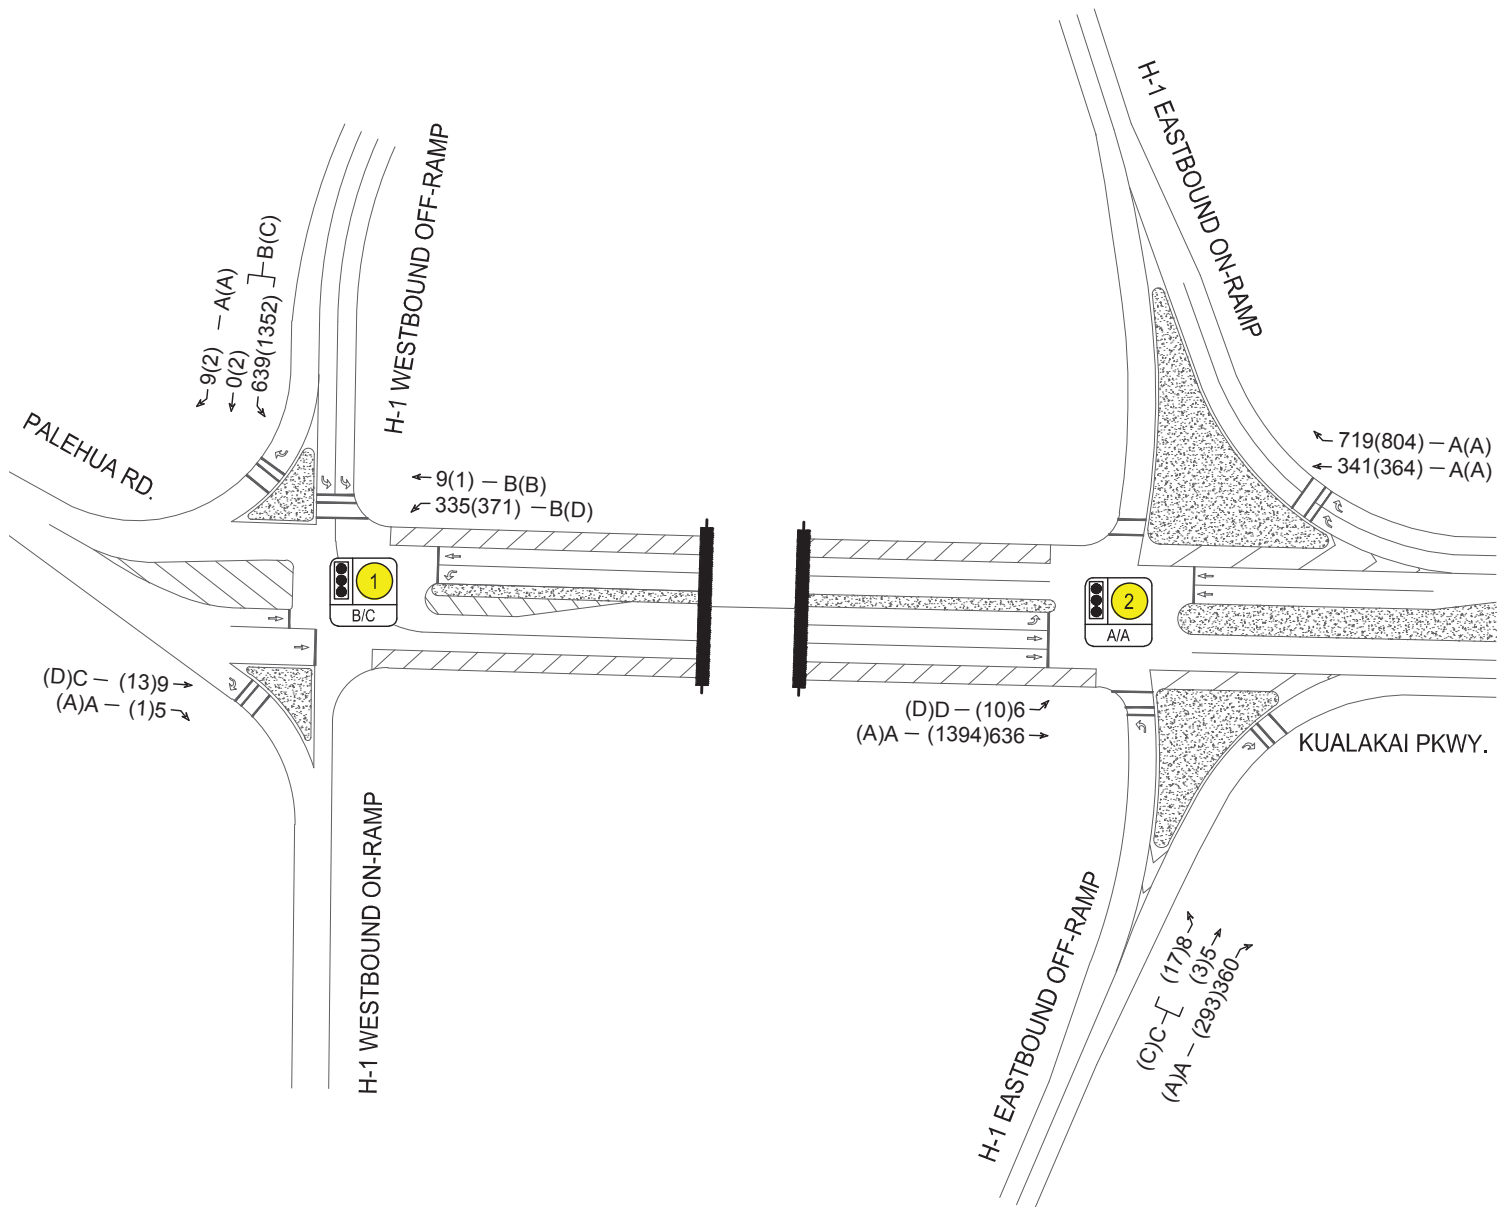 H-1 WESTBOUND OFF-RAMP
H-1 EASTBOUND ON-RAMP
9(2) — A(A)
0(2)
639(1352)
B(C)
PALEHUA RD.
9(1) — B(B)
335(371) — B(D)
719(804) — A(A)
341(364) — A(A)
1
B/C
2
A/A
(D)C — (13)9
(A)A — (1)5
(D)D — (10)6
(A)A — (1394)636
KUALAKAI PKWY.
H-1 WESTBOUND ON-RAMP
H-1 EASTBOUND OFF-RAMP
(C)C
(17)8
(3)5
(A)A — (293)360